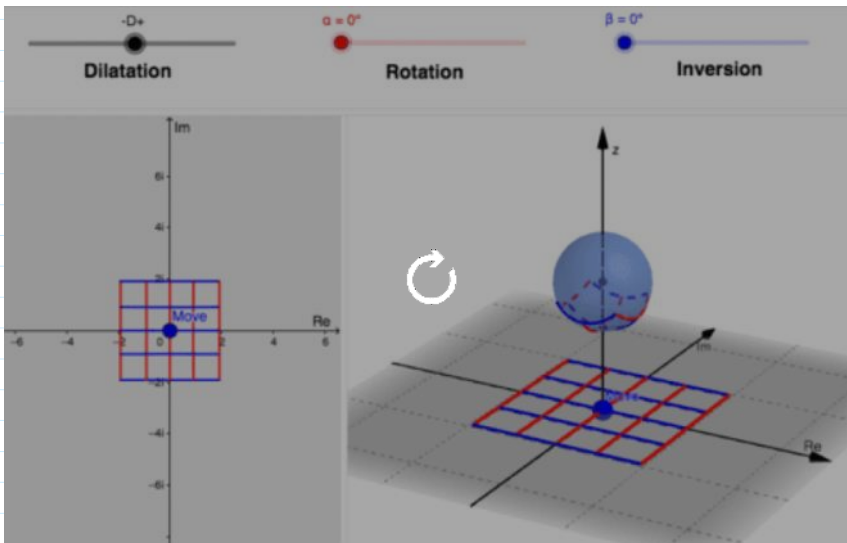 -D+
α = 0°
β = 0°
Dilatation
Rotation
Inversion
Im
6i
4i
2i
Move
Re
-6
-4
-2
0
2
4
6
-2i
-4i
-6i
z
Im
Re